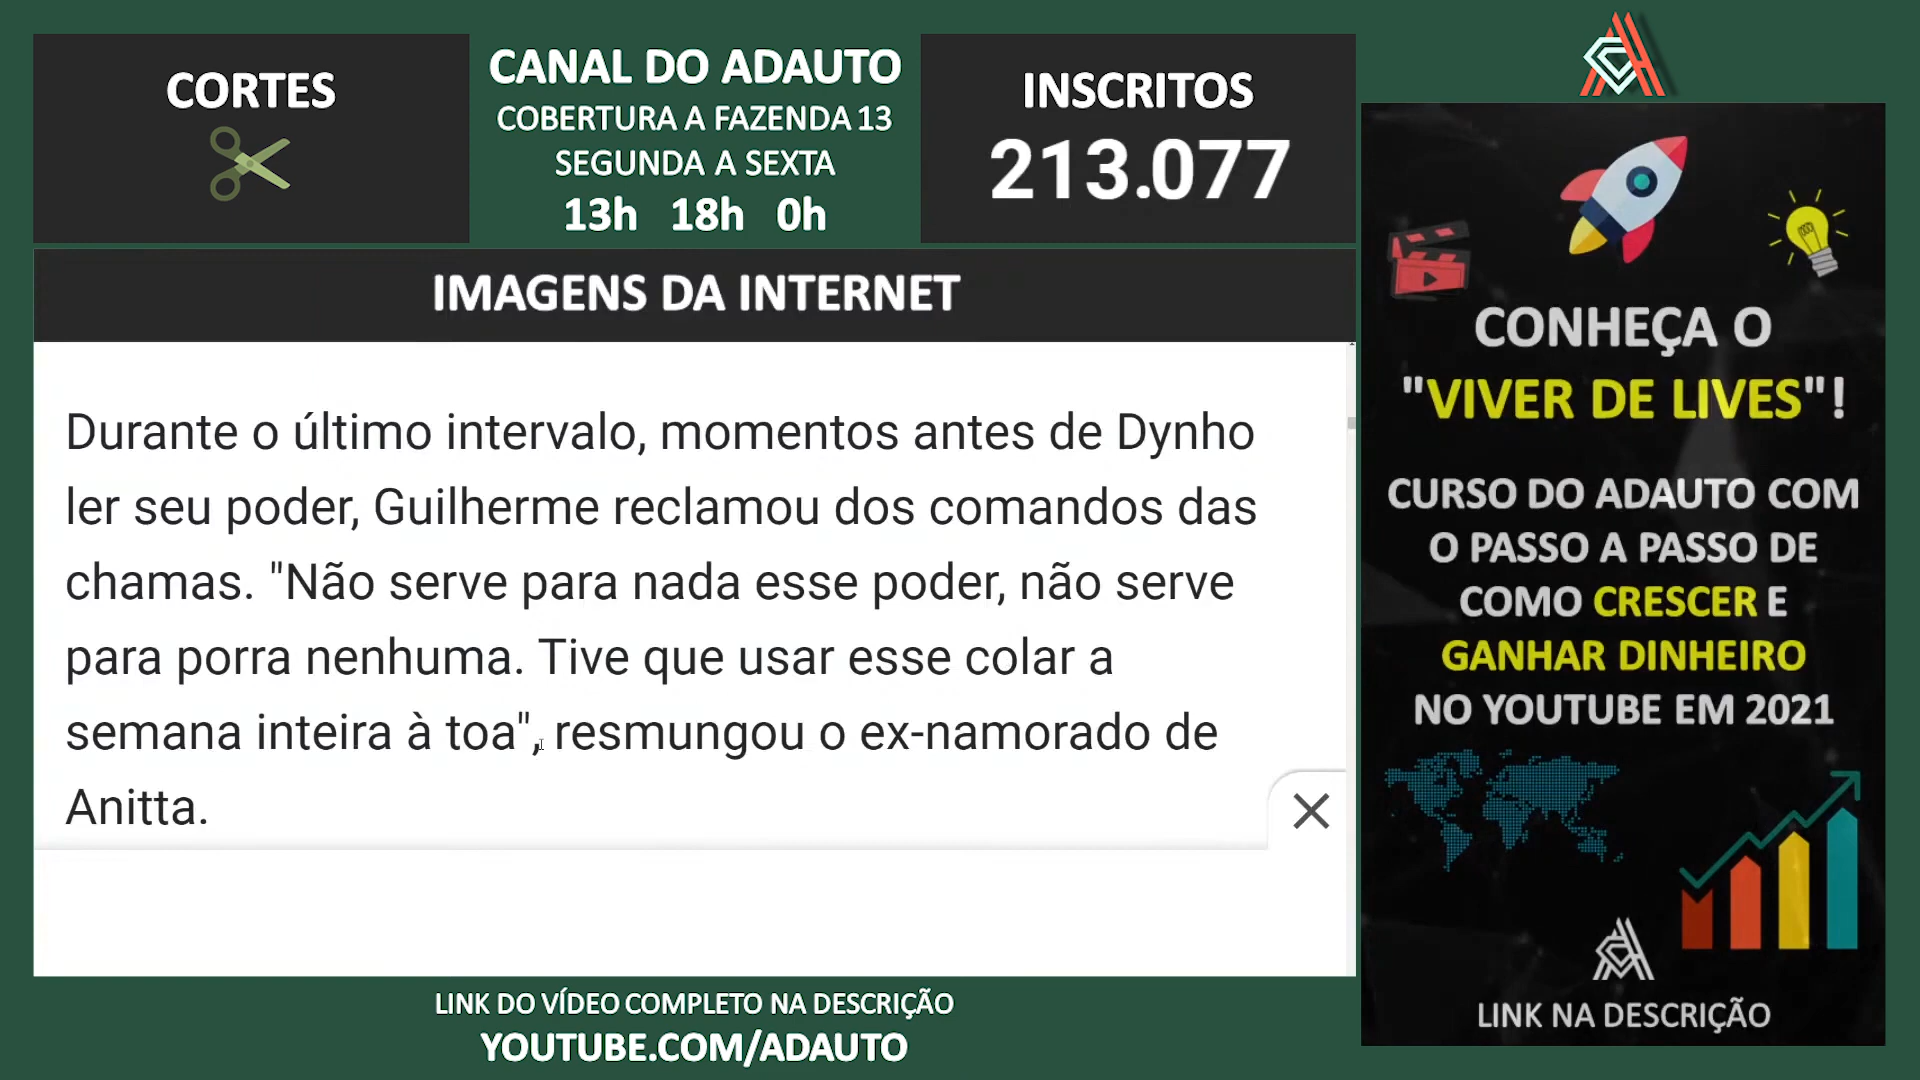 CORTES
CANAL DO ADAUTO
COBERTURA A FAZENDA 13
SEGUNDA A SEXTA
13h 18h 0h
INSCRITOS
213.077
IMAGENS DA INTERNET
Durante o último intervalo, momentos antes de Dynho
ler seu poder, Guilherme reclamou dos comandos das
chamas. "Não serve para nada esse poder, não serve
para porra nenhuma. Tive que usar esse colar a
semana inteira à toa", resmungou o ex-namorado de
Anitta.
LINK DO VÍDEO COMPLETO NA DESCRIÇÃO
YOUTUBE.COM/ADAUTO
CONHEÇA O
"VIVER DE LIVES"!
CURSO DO ADAUTO COM
O PASSO A PASSO DE
COMO CRESCER E
GANHAR DINHEIRO
NO YOUTUBE EM 2021
LINK NA DESCRIÇÃO